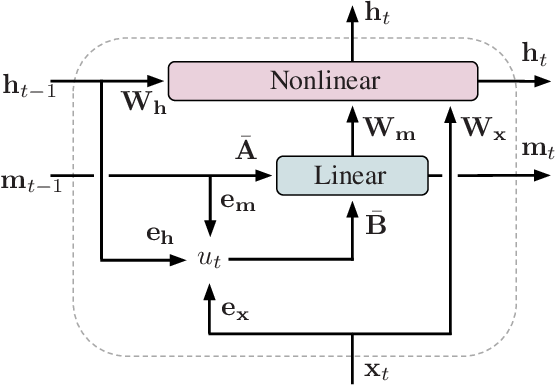 h_t
h_{t-1}
Nonlinear
h_t
W_h
W_m
W_x
m_{t-1}
Ā
Linear
m_t
e_m
B̄
e_h
u_t
e_x
x_t